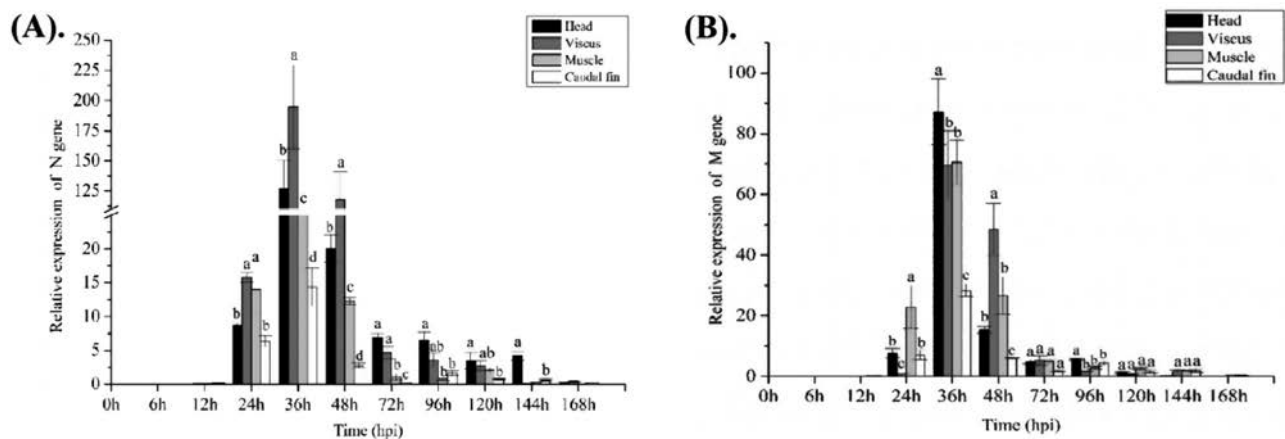 (A).
Head
Viscus
Muscle
Caudal fin
Relative expression of N gene
250
225
200
175
150
125
20
15
10
5
0
b a c d
b a a b
b a c d
a a b c
a ab b ab
a ab ab b
a b
0h 6h 12h 24h 36h 48h 72h 96h 120h 144h 168h
Time (hpi)
(B).
Head
Viscus
Muscle
Caudal fin
Relative expression of M gene
100
80
60
40
20
0
a b b c
b c a b
b a b c
a a a a
a b b b
a a a a
a a a
0h 6h 12h 24h 36h 48h 72h 96h 120h 144h 168h
Time (hpi)